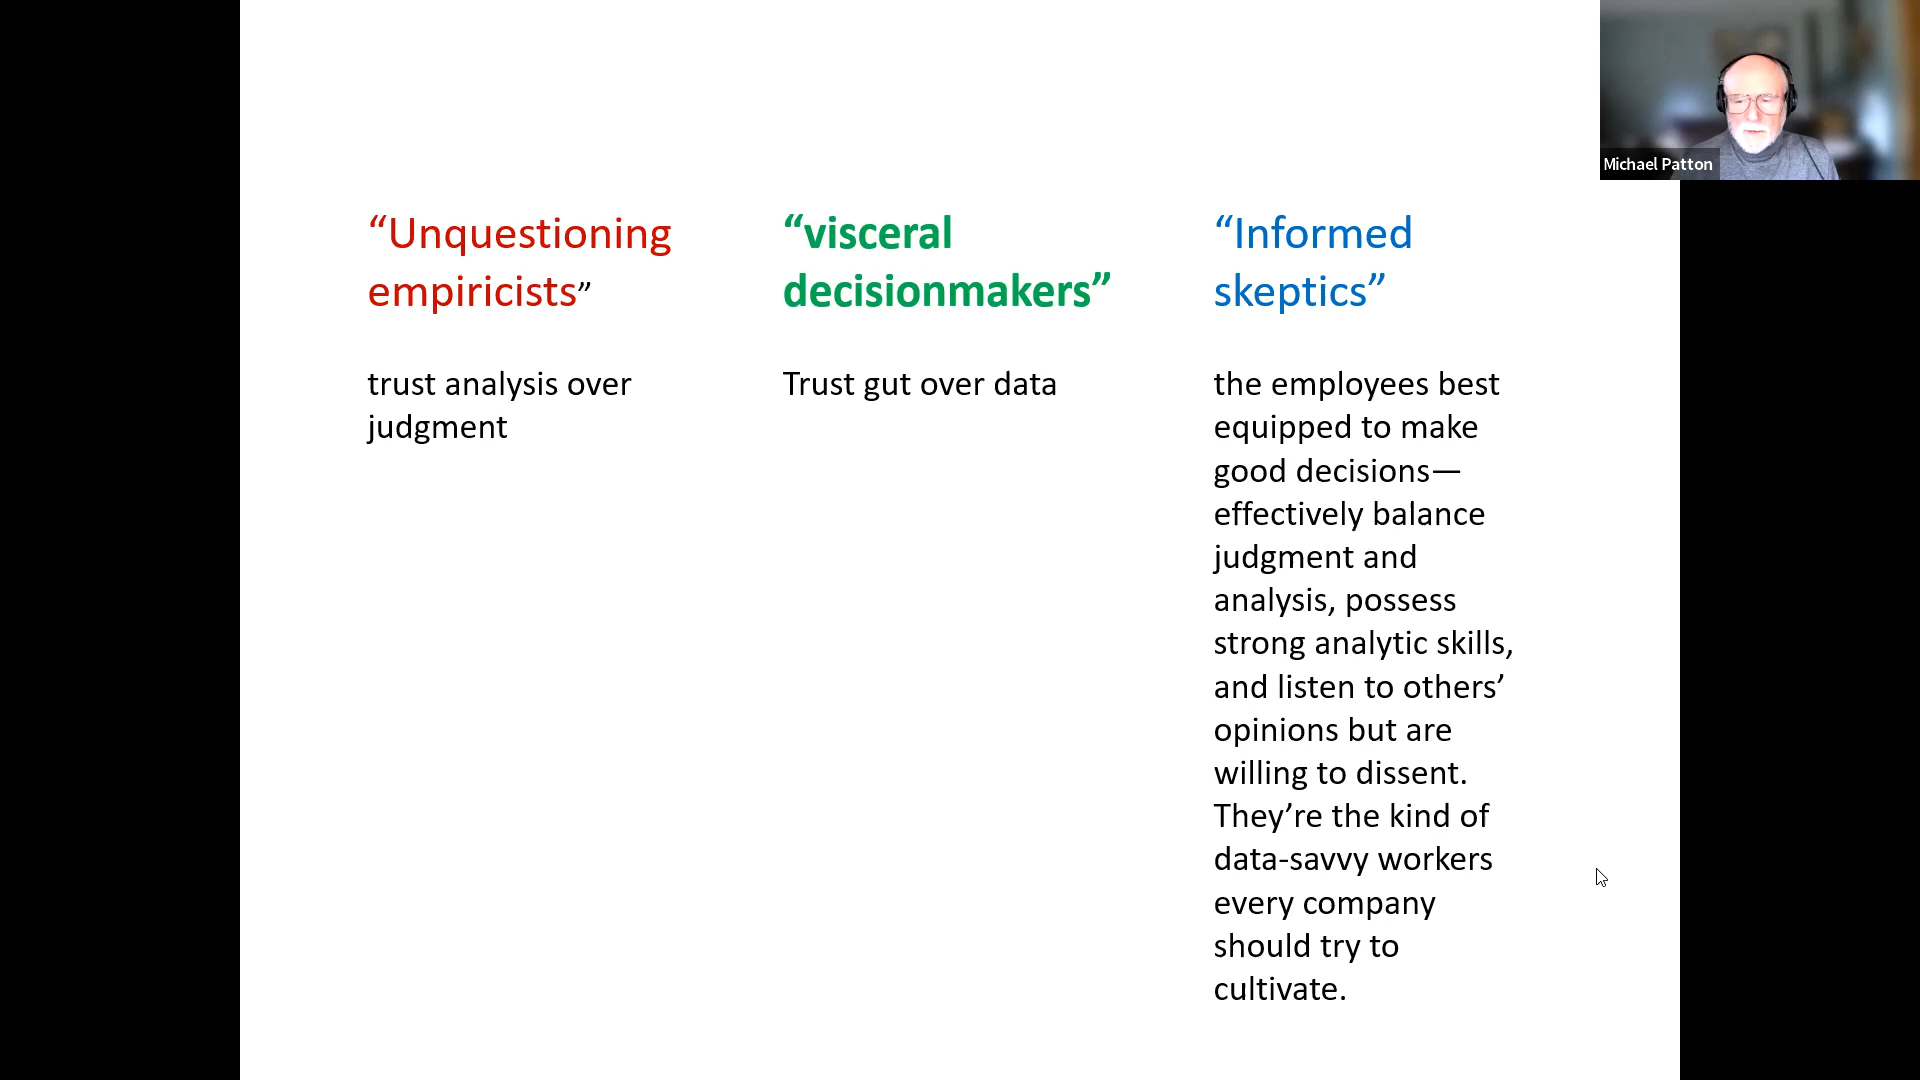 Michael Patton
“Unquestioning
empiricists”
trust analysis over
judgment
“visceral
decisionmakers”
Trust gut over data
“Informed
skeptics”
the employees best
equipped to make
good decisions—
effectively balance
judgment and
analysis, possess
strong analytic skills,
and listen to others’
opinions but are
willing to dissent.
They’re the kind of
data-savvy workers
every company
should try to
cultivate.